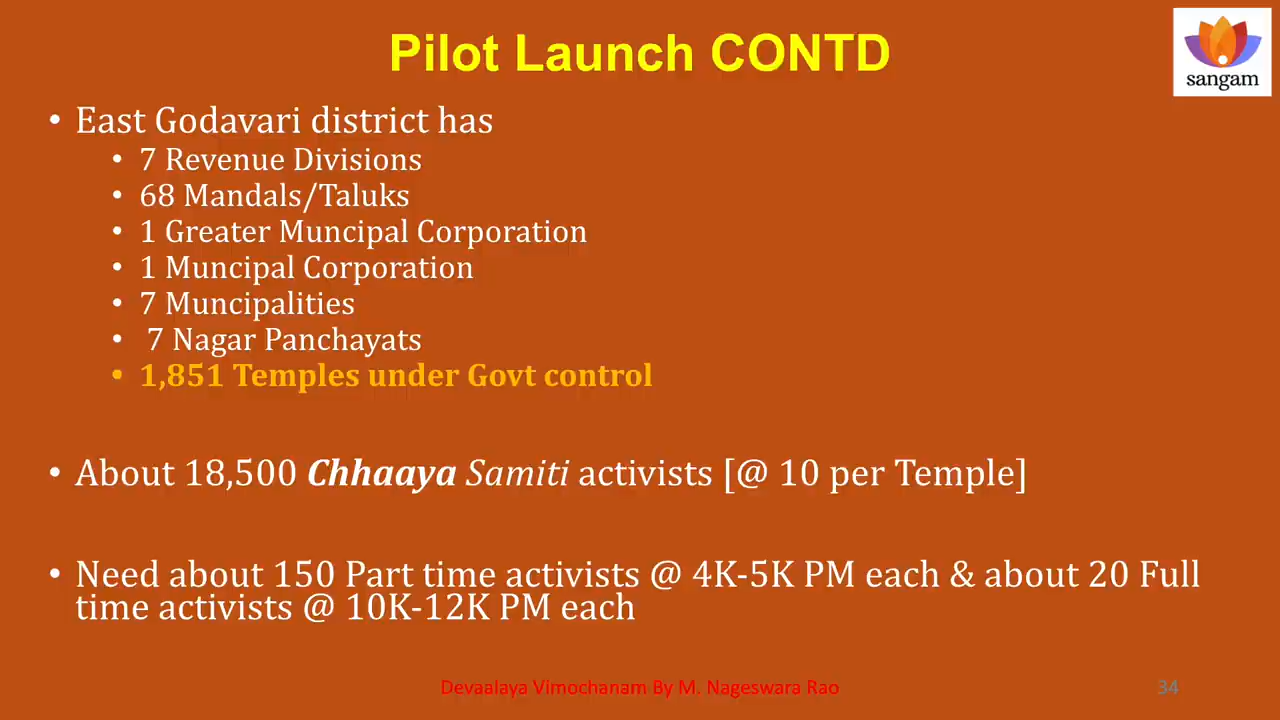 Pilot Launch CONTD
sangam
• East Godavari district has
• 7 Revenue Divisions
• 68 Mandals/Taluks
• 1 Greater Muncipal Corporation
• 1 Muncipal Corporation
• 7 Muncipalities
• 7 Nagar Panchayats
• 1,851 Temples under Govt control
• About 18,500 Chhaaya Samiti activists [@ 10 per Temple]
• Need about 150 Part time activists @ 4K-5K PM each & about 20 Full
time activists @ 10K-12K PM each
Devaalaya Vimochanam By M. Nageswara Rao
34